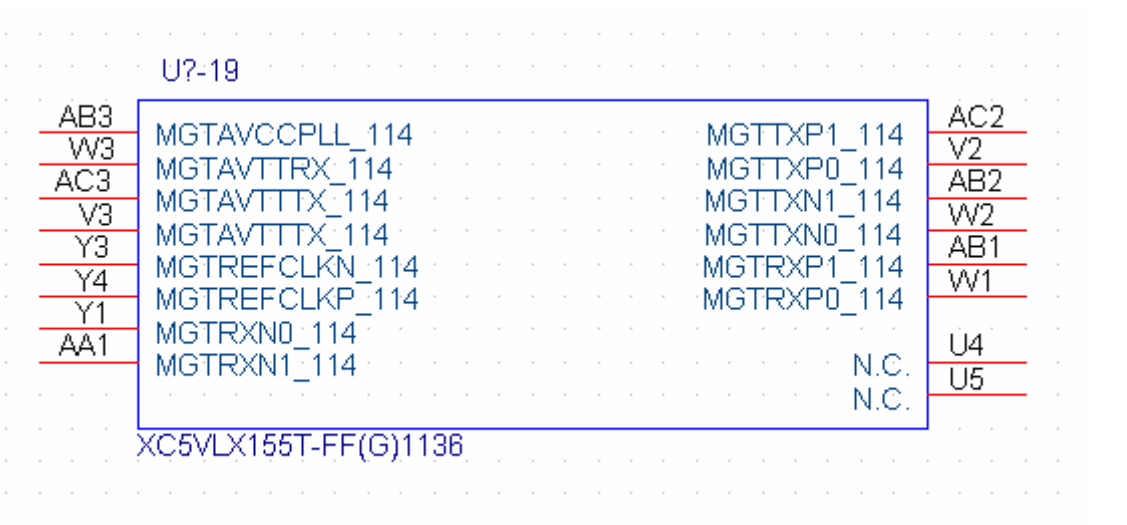 U?-19
AB3 MGTAVCCPLL_114 MGTTXP1_114 AC2
W3 MGTAVTTRX_114 MGTTXP0_114 V2
AC3 MGTAVTTTX_114 MGTTXN1_114 AB2
V3 MGTAVTTTX_114 MGTTXN0_114 W2
Y3 MGTREFCLKN_114 MGTRXP1_114 AB1
Y4 MGTREFCLKP_114 MGTRXP0_114 W1
Y1 MGTRXN0_114
AA1 MGTRXN1_114 N.C. U4
N.C. U5
XC5VLX155T-FF(G)1136